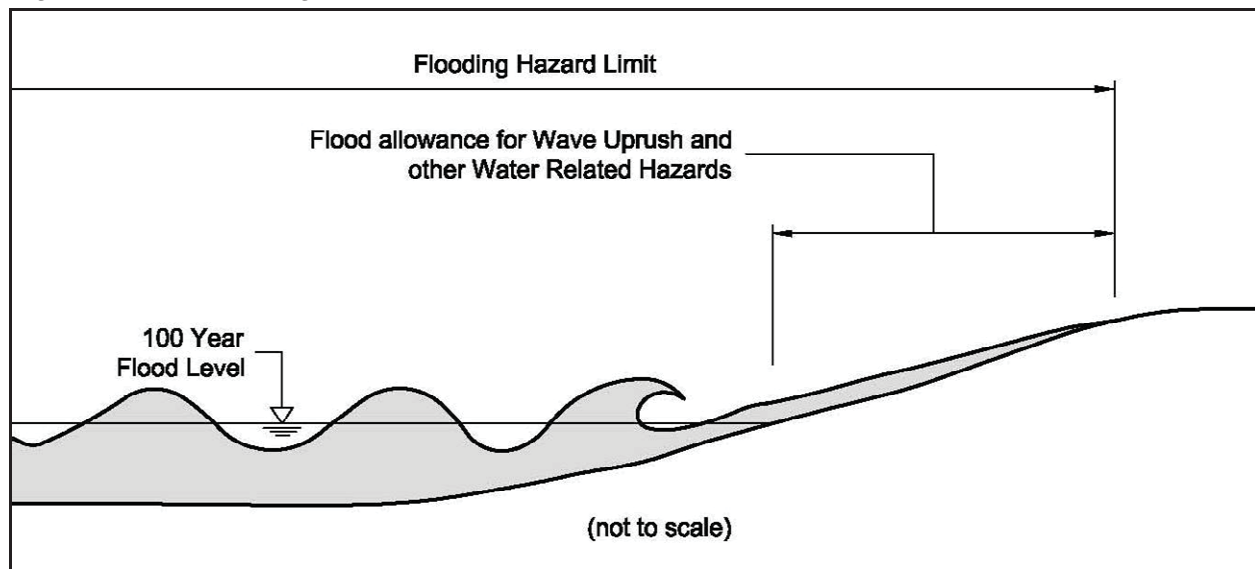 Flooding Hazard Limit
Flood allowance for Wave Uprush and
other Water Related Hazards
100 Year
Flood Level
(not to scale)